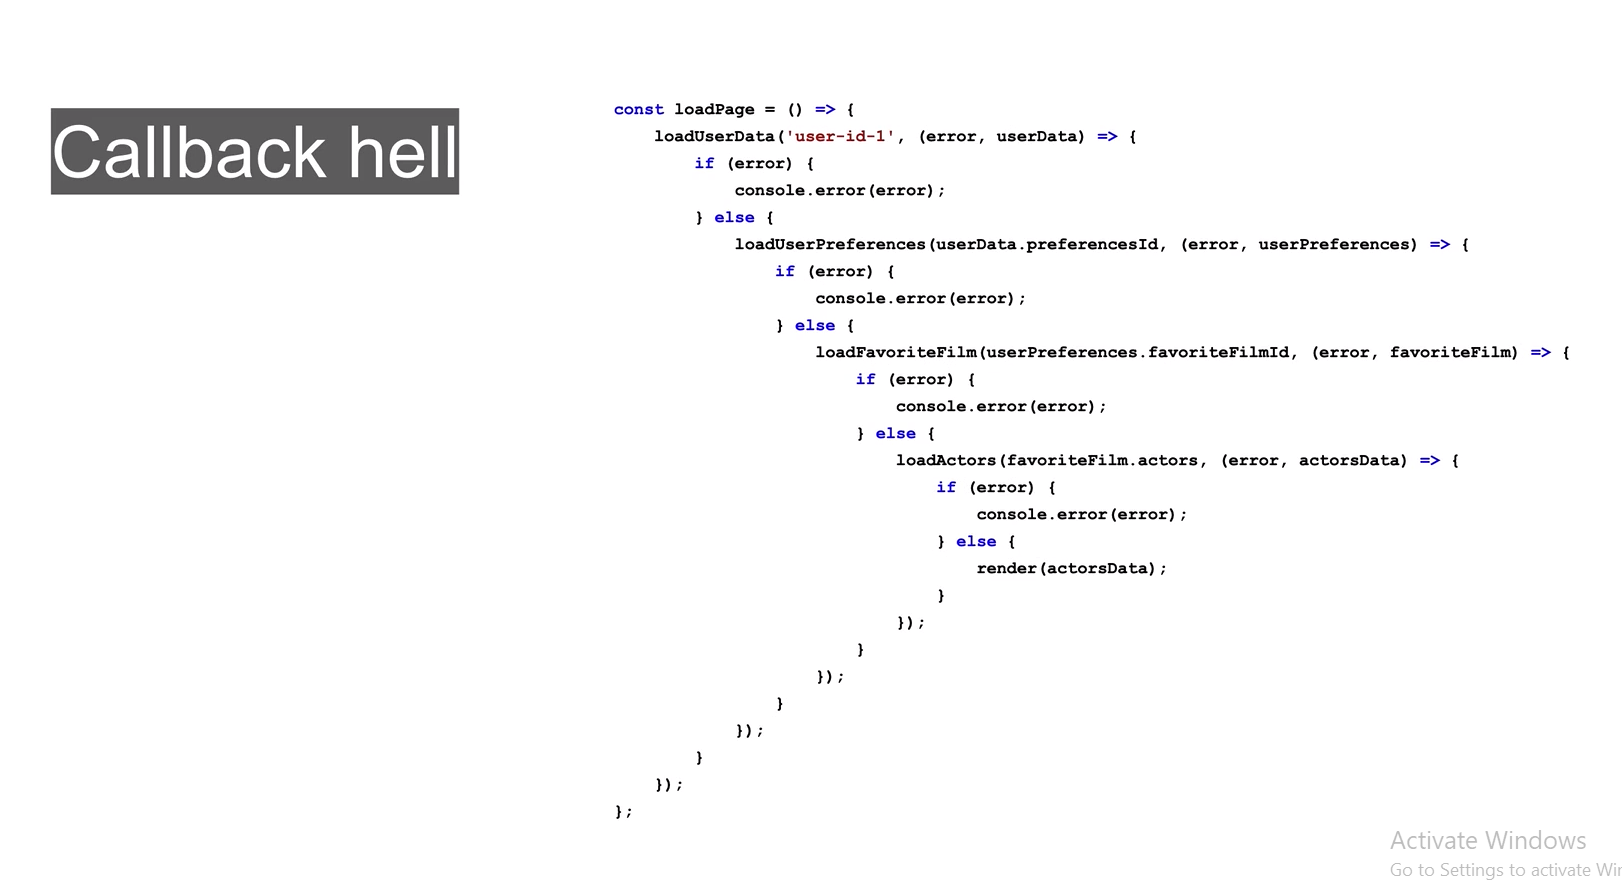 Callback hell
const loadPage = () => {
    loadUserData('user-id-1', (error, userData) => {
        if (error) {
            console.error(error);
        } else {
            loadUserPreferences(userData.preferencesId, (error, userPreferences) => {
                if (error) {
                    console.error(error);
                } else {
                    loadFavoriteFilm(userPreferences.favoriteFilmId, (error, favoriteFilm) => {
                        if (error) {
                            console.error(error);
                        } else {
                            loadActors(favoriteFilm.actors, (error, actorsData) => {
                                if (error) {
                                    console.error(error);
                                } else {
                                    render(actorsData);
                                }
                            });
                        }
                    });
                }
            });
        }
    });
};
Activate Windows
Go to Settings to activate